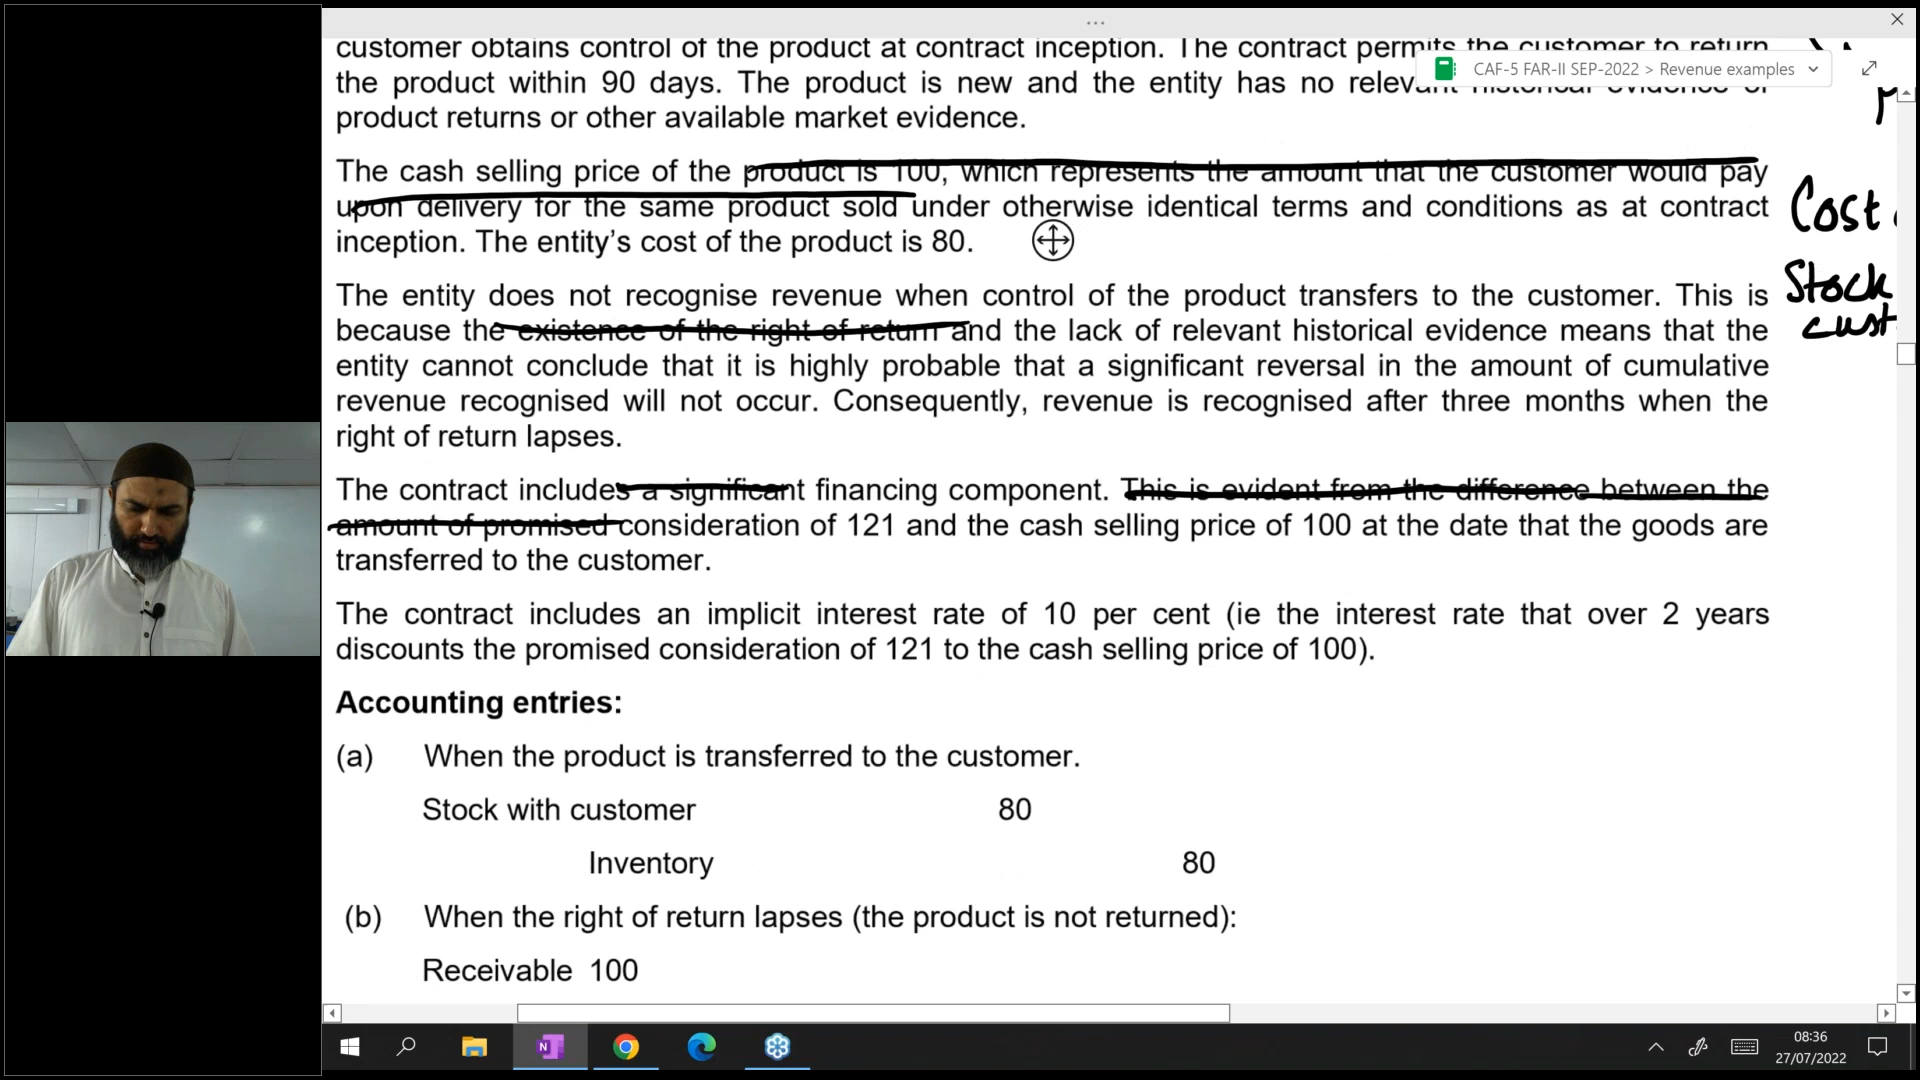 customer obtains control of the product at contract inception. The contract permits the customer to return
CAF-5 FAR-II SEP-2022 > Revenue examples
the product within 90 days. The product is new and the entity has no relevant historical evidence of
product returns or other available market evidence.
The cash selling price of the product is 100, which represents the amount that the customer would pay
upon delivery for the same product sold under otherwise identical terms and conditions as at contract
Cost
inception. The entity's cost of the product is 80.
The entity does not recognise revenue when control of the product transfers to the customer. This is
Stock
because the existence of the right of return and the lack of relevant historical evidence means that the
cust
entity cannot conclude that it is highly probable that a significant reversal in the amount of cumulative
revenue recognised will not occur. Consequently, revenue is recognised after three months when the
right of return lapses.
The contract includes a significant financing component. This is evident from the difference between the
amount of promised consideration of 121 and the cash selling price of 100 at the date that the goods are
transferred to the customer.
The contract includes an implicit interest rate of 10 per cent (ie the interest rate that over 2 years
discounts the promised consideration of 121 to the cash selling price of 100).
Accounting entries:
(a) When the product is transferred to the customer.
Stock with customer 80
Inventory 80
(b) When the right of return lapses (the product is not returned):
Receivable 100
08:36
27/07/2022